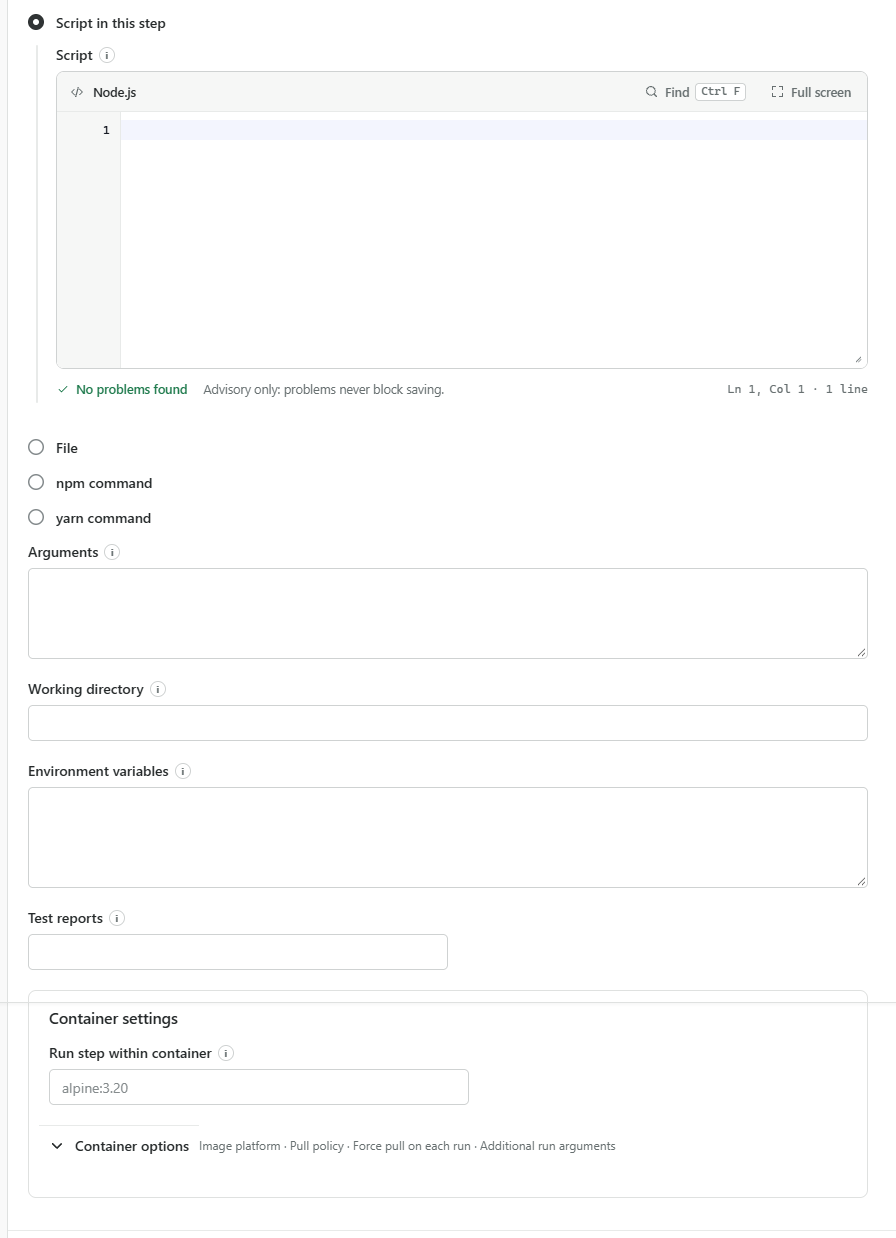 Script in this step
Script
Node.js Find Ctrl F Full screen
1
No problems found Advisory only: problems never block saving. Ln 1, Col 1 · 1 line
File
npm command
yarn command
Arguments
Working directory
Environment variables
Test reports
Container settings
Run step within container
alpine:3.20
Container options Image platform · Pull policy · Force pull on each run · Additional run arguments